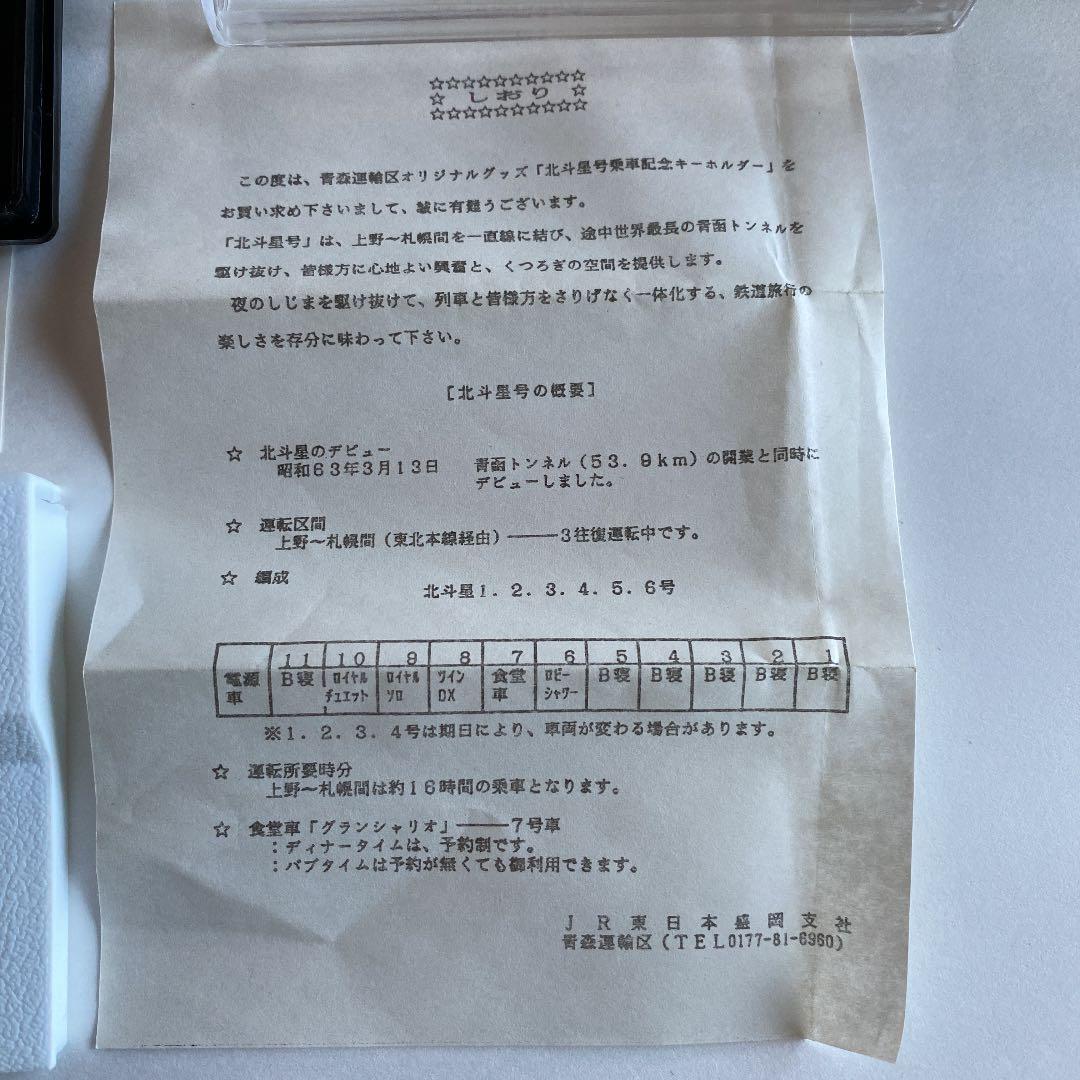 ☆☆☆☆☆☆☆☆☆☆
☆ しおり ☆
☆☆☆☆☆☆☆☆☆☆
この度は、青森運輸区オリジナルグッズ「北斗星号乗車記念キーホルダー」を
お買い求め下さいまして、誠に有難うございます。
「北斗星号」は、上野～札幌間を一直線に結び、途中世界最長の青函トンネルを
駆け抜け、皆様方に心地よい興奮と、くつろぎの空間を提供します。
夜のしじまを駆け抜けて、列車と皆様方をさりげなく一体化する、鉄道旅行の
楽しさを存分に味わって下さい。
［北斗星号の概要］
☆ 北斗星のデビュー
昭和６３年３月１３日 青函トンネル（５３．９ｋｍ）の開業と同時に
デビューしました。
☆ 運転区間
上野～札幌間（東北本線経由）―――３往復運転中です。
☆ 編成
北斗星１．２．３．４．５．６号
１１ １０ ９ ８ ７ ６ ５ ４ ３ ２ １
電源 Ｂ寝 ﾛｲﾔﾙ ﾛｲﾔﾙ ﾂｲﾝ 食堂 ﾛﾋﾞｰ Ｂ寝 Ｂ寝 Ｂ寝 Ｂ寝 Ｂ寝
車 ﾃﾞｭｴｯﾄ ｿﾛ DX 車 ｼｬﾜｰ
※１．２．３．４号は期日により、車両が変わる場合があります。
☆ 運転所要時分
上野～札幌間は約１６時間の乗車となります。
☆ 食堂車「グランシャリオ」―――７号車
：ディナータイムは、予約制です。
：パブタイムは予約が無くても御利用できます。
ＪＲ東日本盛岡支社
青森運輸区（ＴＥＬ0177-81-6960）